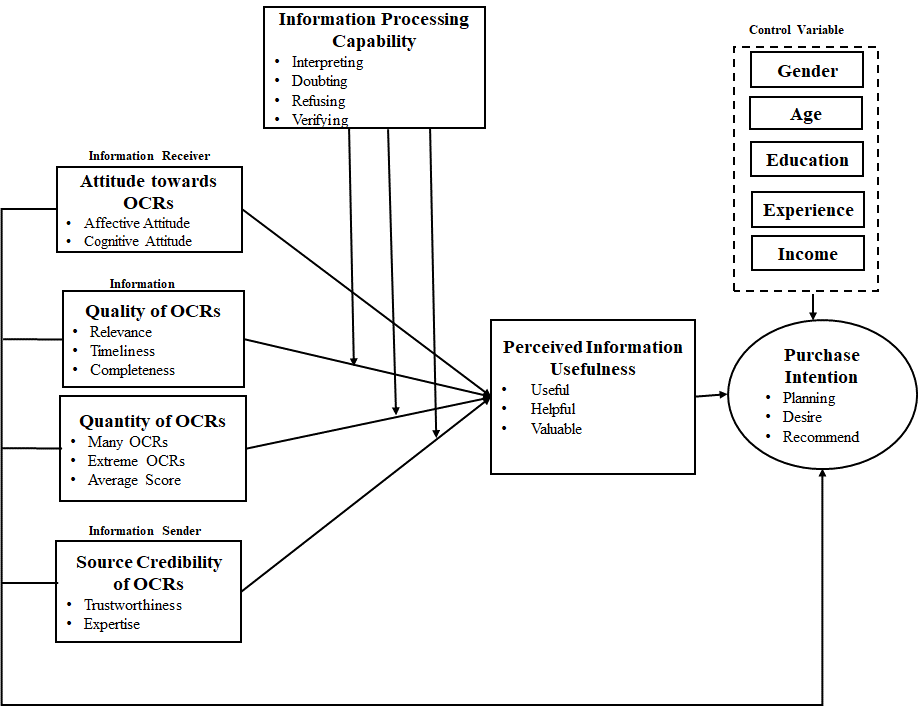 Information Processing
Capability
• Interpreting
• Doubting
• Refusing
• Verifying
Control Variable
Gender
Age
Education
Experience
Income
Information Receiver
Attitude towards
OCRs
• Affective Attitude
• Cognitive Attitude
Information
Quality of OCRs
• Relevance
• Timeliness
• Completeness
Quantity of OCRs
• Many OCRs
• Extreme OCRs
• Average Score
Information Sender
Source Credibility
of OCRs
• Trustworthiness
• Expertise
Perceived Information
Usefulness
• Useful
• Helpful
• Valuable
Purchase
Intention
• Planning
• Desire
• Recommend